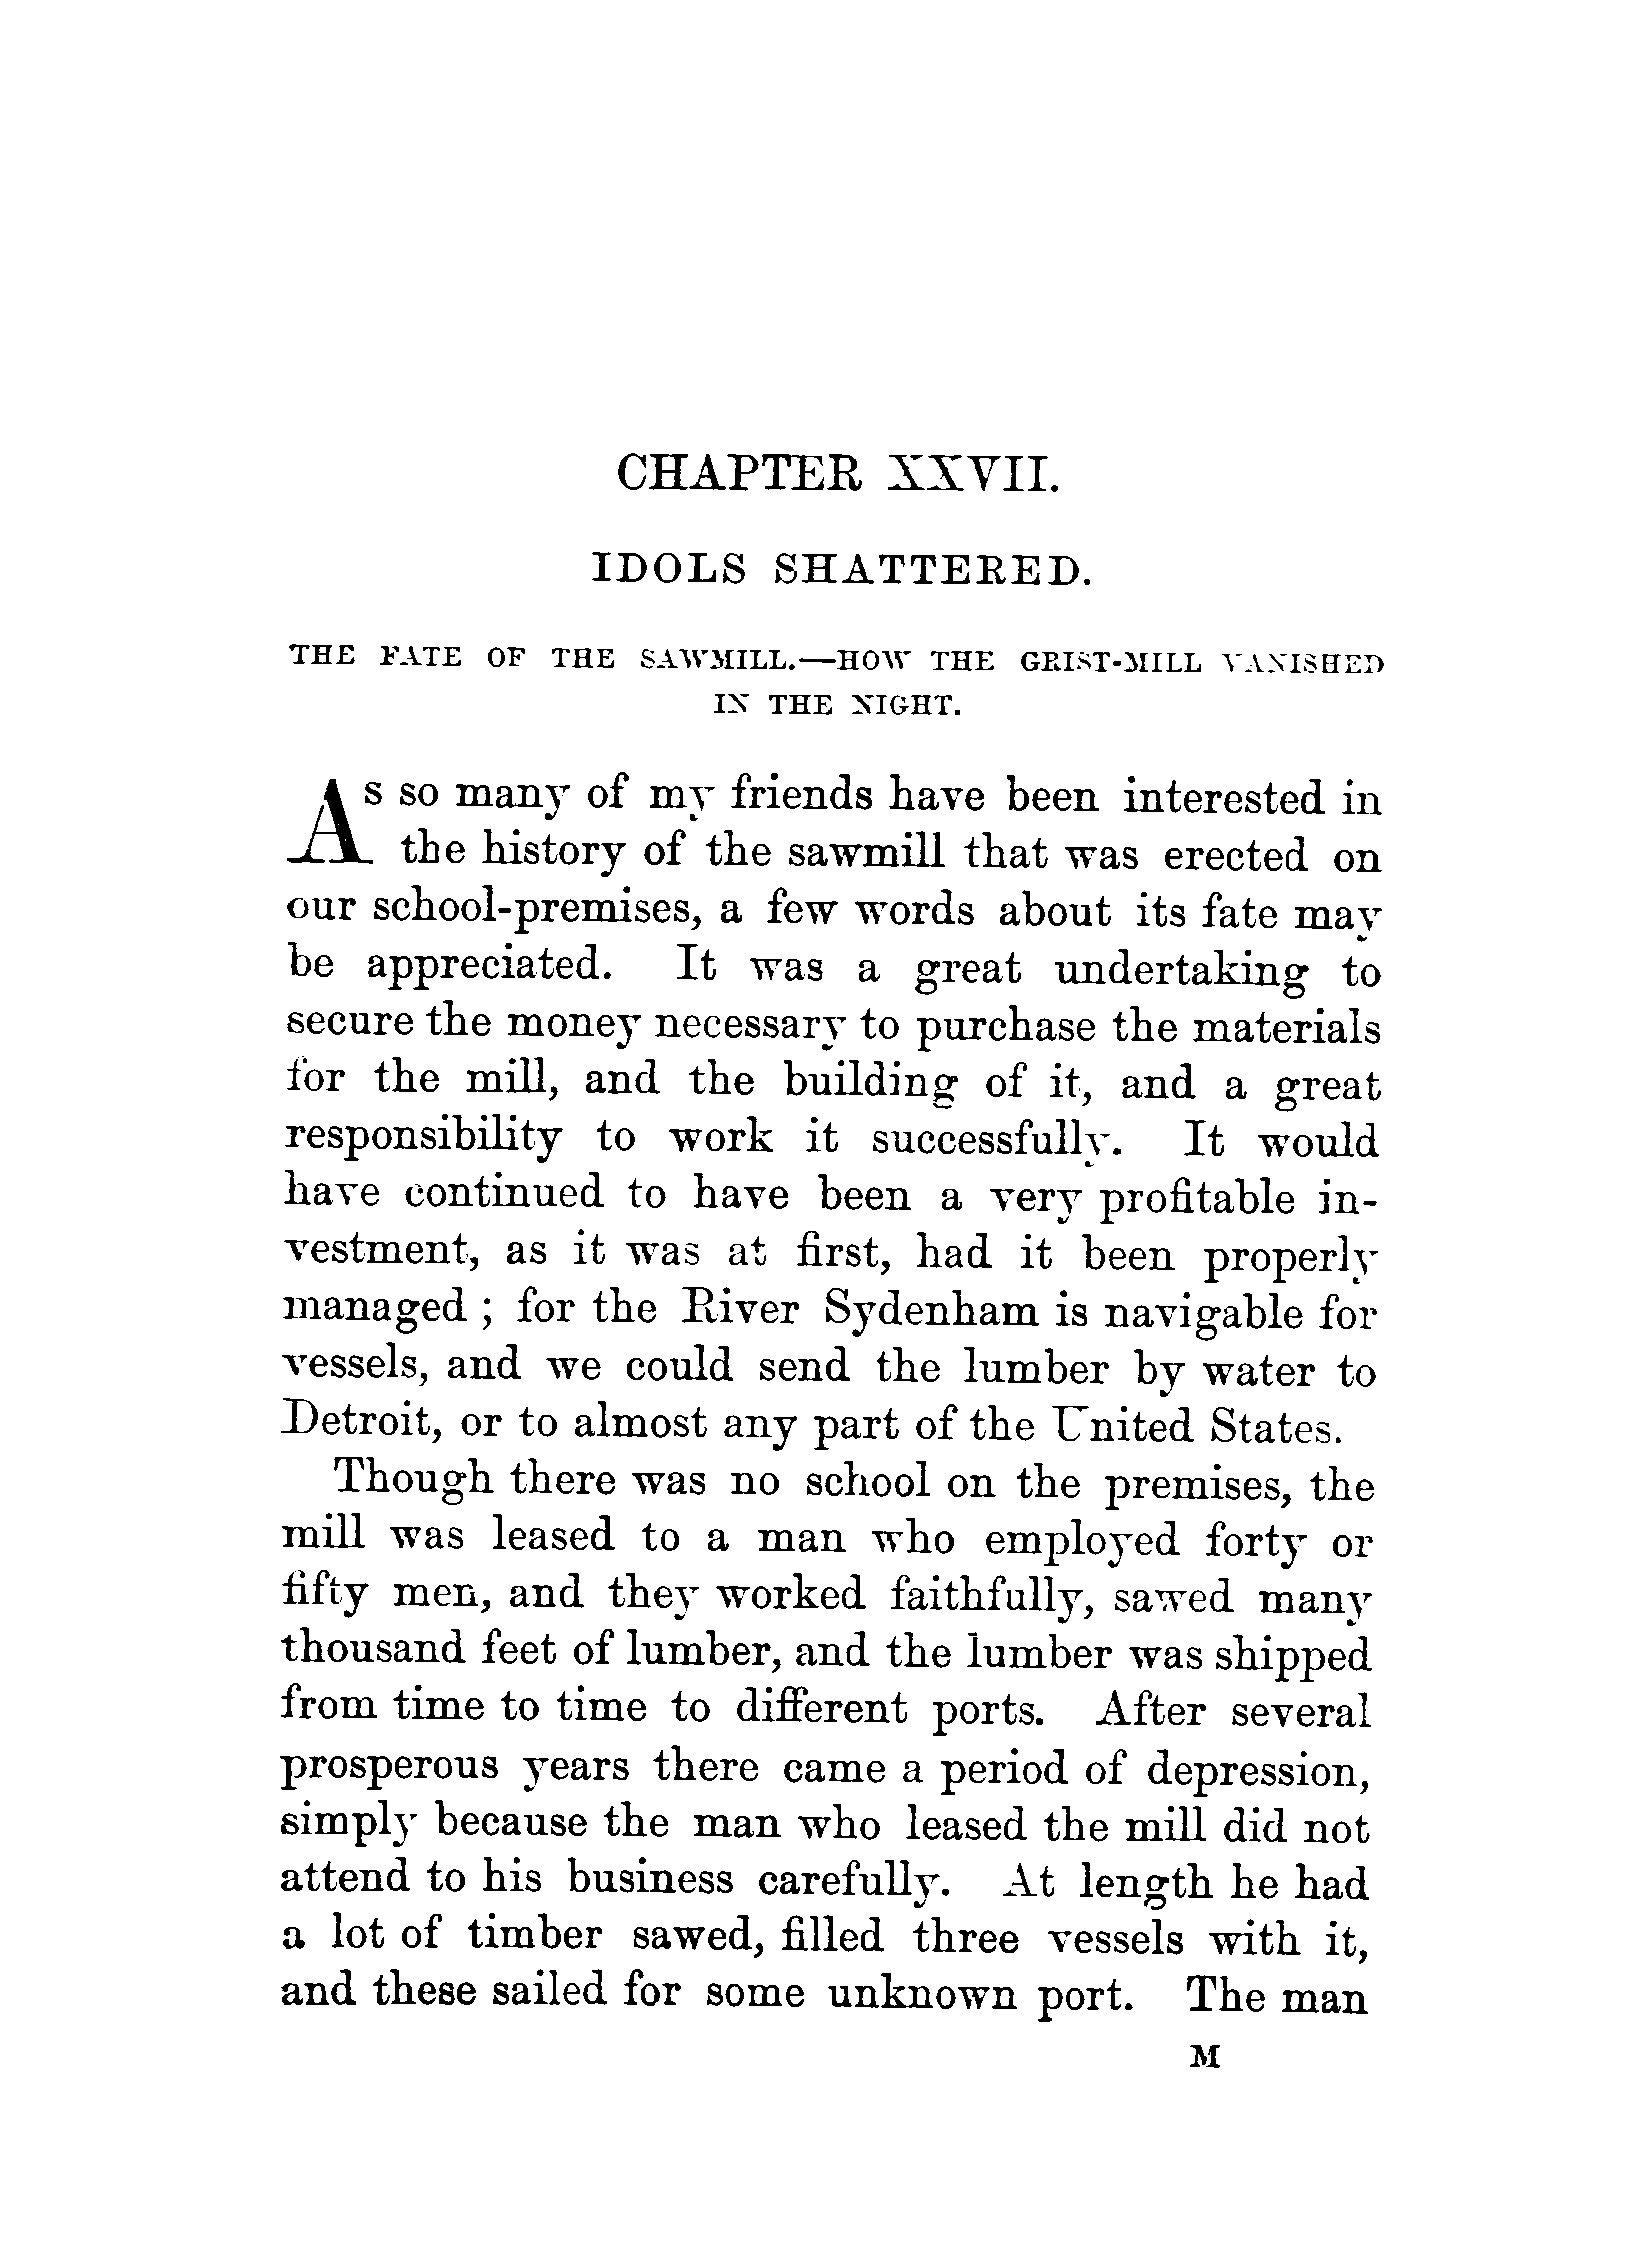 CHAPTER XXVII.
IDOLS SHATTERED.
THE FATE OF THE SAWMILL.—HOW THE GRIST-MILL VANISHED
IN THE NIGHT.
As so many of my friends have been interested in
the history of the sawmill that was erected on
our school-premises, a few words about its fate may
be appreciated. It was a great undertaking to
secure the money necessary to purchase the materials
for the mill, and the building of it, and a great
responsibility to work it successfully. It would
have continued to have been a very profitable in-
vestment, as it was at first, had it been properly
managed ; for the River Sydenham is navigable for
vessels, and we could send the lumber by water to
Detroit, or to almost any part of the United States.
Though there was no school on the premises, the
mill was leased to a man who employed forty or
fifty men, and they worked faithfully, sawed many
thousand feet of lumber, and the lumber was shipped
from time to time to different ports. After several
prosperous years there came a period of depression,
simply because the man who leased the mill did not
attend to his business carefully. At length he had
a lot of timber sawed, filled three vessels with it,
and these sailed for some unknown port. The man
M